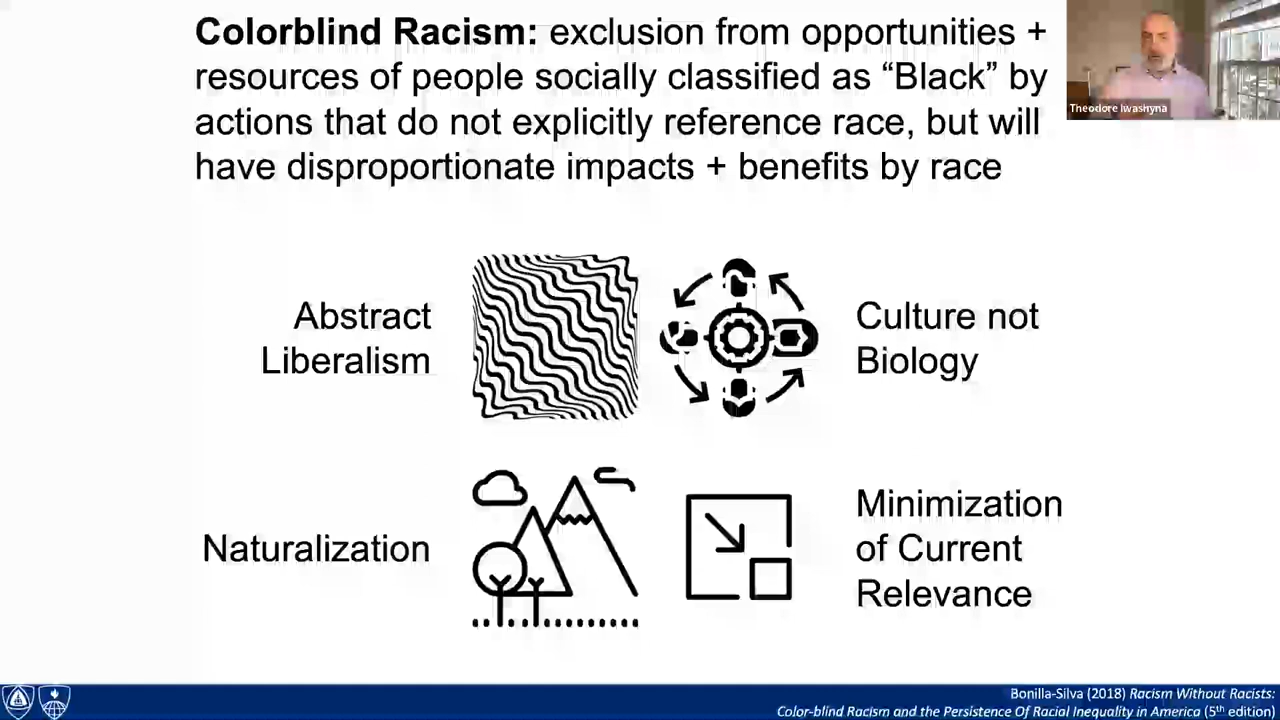 Colorblind Racism: exclusion from opportunities +
resources of people socially classified as “Black” by
actions that do not explicitly reference race, but will
have disproportionate impacts + benefits by race
Theodore Iwashyna
Abstract
Liberalism
Culture not
Biology
Naturalization
Minimization
of Current
Relevance
Bonilla-Silva (2018) Racism Without Racists:
Color-blind Racism and the Persistence Of Racial Inequality in America (5th edition)